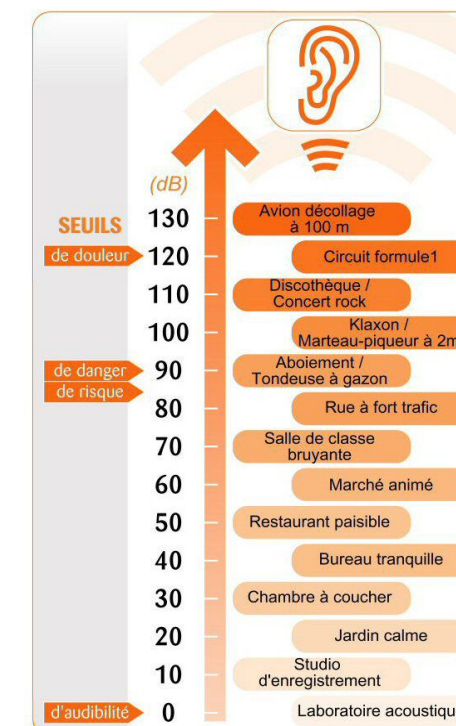 (dB)
SEUILS
130
Avion décollage
à 100 m
de douleur
120
Circuit formule1
110
Discothèque /
Concert rock
100
Klaxon /
Marteau-piqueur à 2m
de danger
90
Aboiement /
Tondeuse à gazon
de risque
80
Rue à fort trafic
70
Salle de classe
bruyante
60
Marché animé
50
Restaurant paisible
40
Bureau tranquille
30
Chambre à coucher
20
Jardin calme
10
Studio
d'enregistrement
d'audibilité
0
Laboratoire acoustiqu